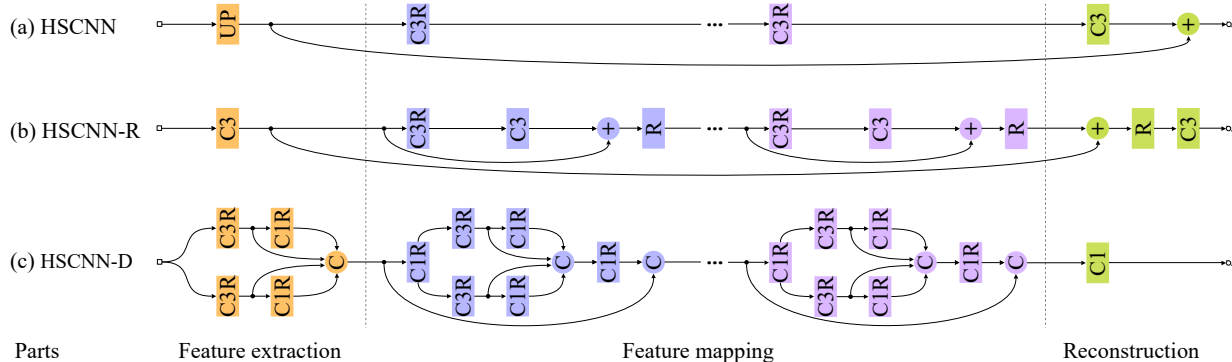 (a) HSCNN UP C3R ... C3R C3 +
(b) HSCNN-R C3 C3R C3 + R ... C3R C3 + R + R C3
C3R C1R C3R C1R C3R C1R
(c) HSCNN-D C C1R C C1R C ... C1R C C1R C C1
C3R C1R C3R C1R C3R C1R
Parts Feature extraction Feature mapping Reconstruction